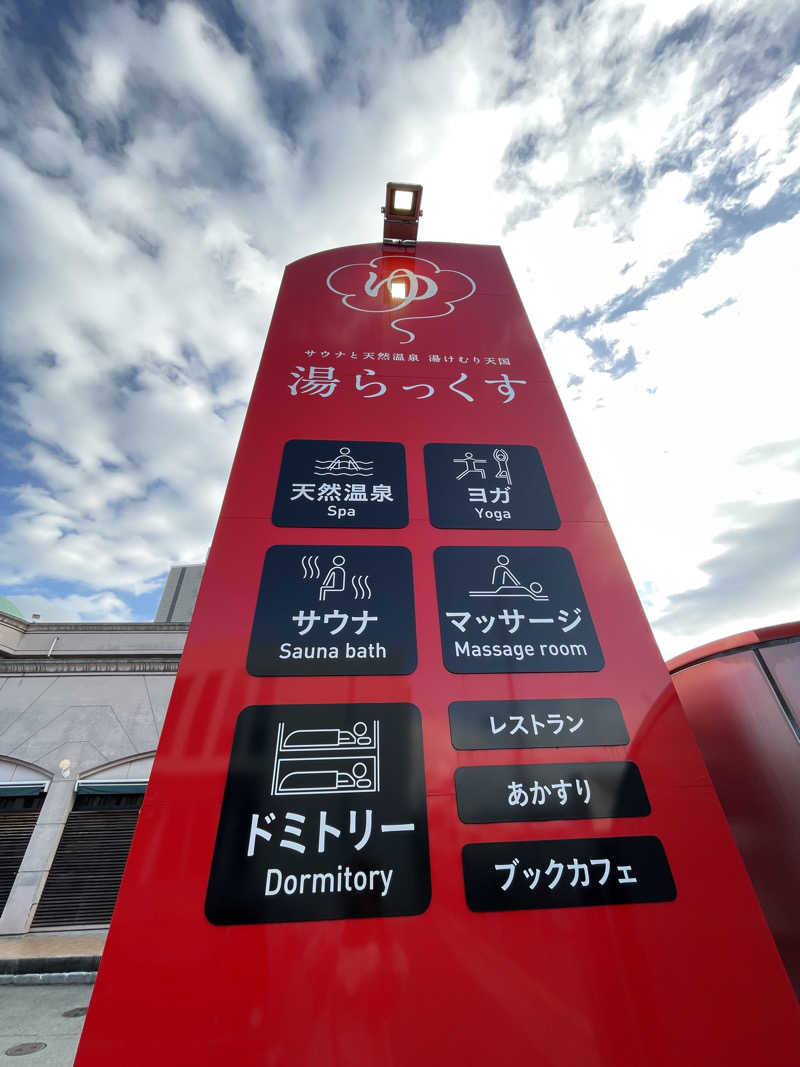 ゆ
サウナと天然温泉 湯けむり天国
湯らっくす
天然温泉
Spa
ヨガ
Yoga
サウナ
Sauna bath
マッサージ
Massage room
ドミトリー
Dormitory
レストラン
あかすり
ブックカフェ